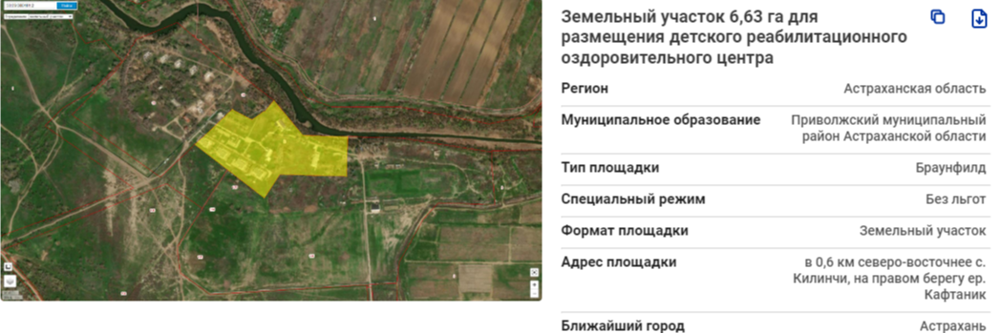 Земельный участок 6,63 га для
размещения детского реабилитационного
оздоровительного центра
Регион
Астраханская область
Муниципальное образование
Приволжский муниципальный
район Астраханской области
Тип площадки
Браунфилд
Специальный режим
Без льгот
Формат площадки
Земельный участок
Адрес площадки
в 0,6 км северо-восточнее с.
Килинчи, на правом берегу ер.
Кафтаник
Ближайший город
Астрахань